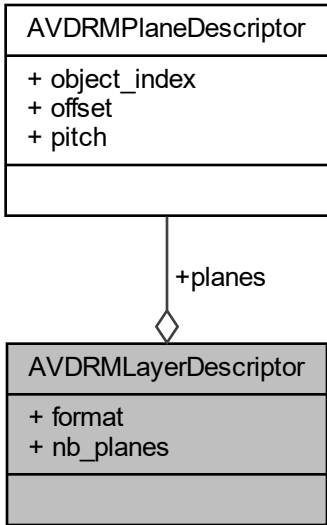 AVDRMPlaneDescriptor
+ object_index
+ offset
+ pitch
+planes
AVDRMLayerDescriptor
+ format
+ nb_planes